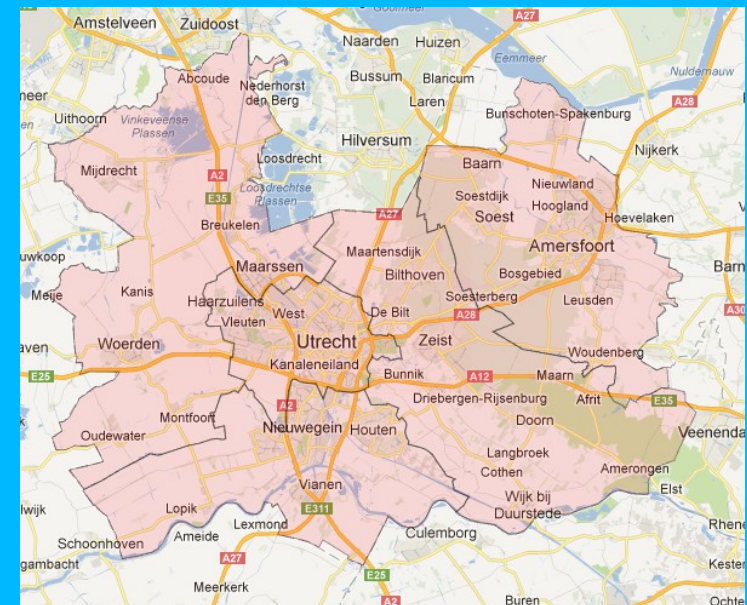 Gooimeer
Amstelveen
Zuidoost
A27
Naarden
Huizen
Eemmeer
Abcoude
Bussum
Blaricum
Nuldernauw
Nederhorst
den Berg
Laren
A28
Uithoorn
Vinkeveense
Plassen
Bunschoten-Spakenburg
Hilversum
Nijkerk
Mijdrecht
Loosdrecht
Baarn
A2
Loosdrechtse
Plassen
Nieuwland
E35
Soestdijk
Hoogland
A27
Soest
Hoevelaken
Breukelen
Amersfoort
Maartensdijk
uwkoop
Maarssen
Bilthoven
Bosgebied
Barn
Meije
Kanis
Haarzuilens
Soesterberg
Leusden
West
De Bilt
A28
A30
Vleuten
Woerden
Utrecht
Zeist
aven
Woudenberg
Kanaleneiland
E25
Bunnik
A12
Maarn
Driebergen-Rijsenburg
Afrit
E35
A2
Montfoort
Doorn
Nieuwegein
Houten
Veenenda
Oudewater
Langbroek
Cothen
Amerongen
Vianen
Elst
Wijk bij
Duurstede
lwijk
Lopik
E311
Lexmond
Rhene
Ameide
Culemborg
Schoonhoven
A27
gambacht
Kester
E25
Meerkerk
A2
Buren
Ochte